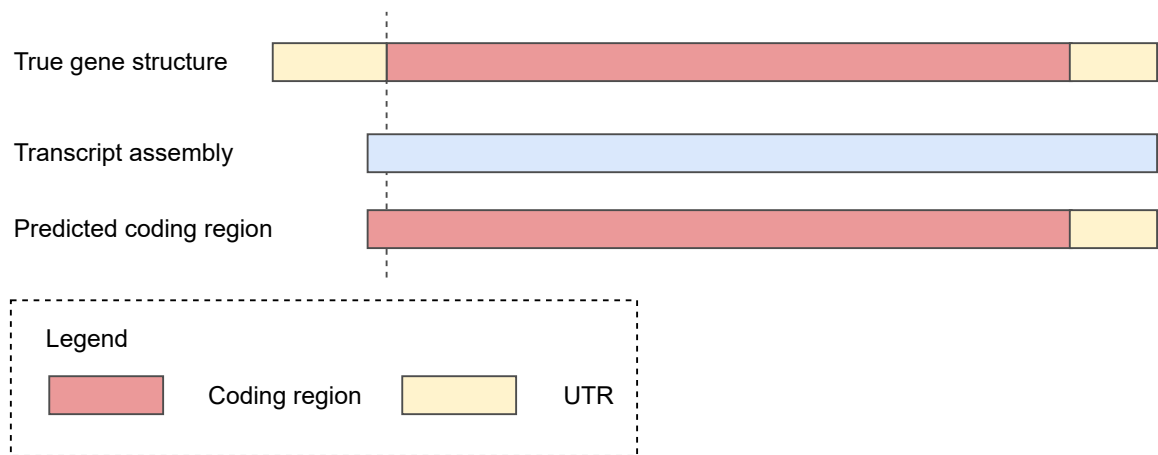 True gene structure
Transcript assembly
Predicted coding region
Legend
Coding region
UTR